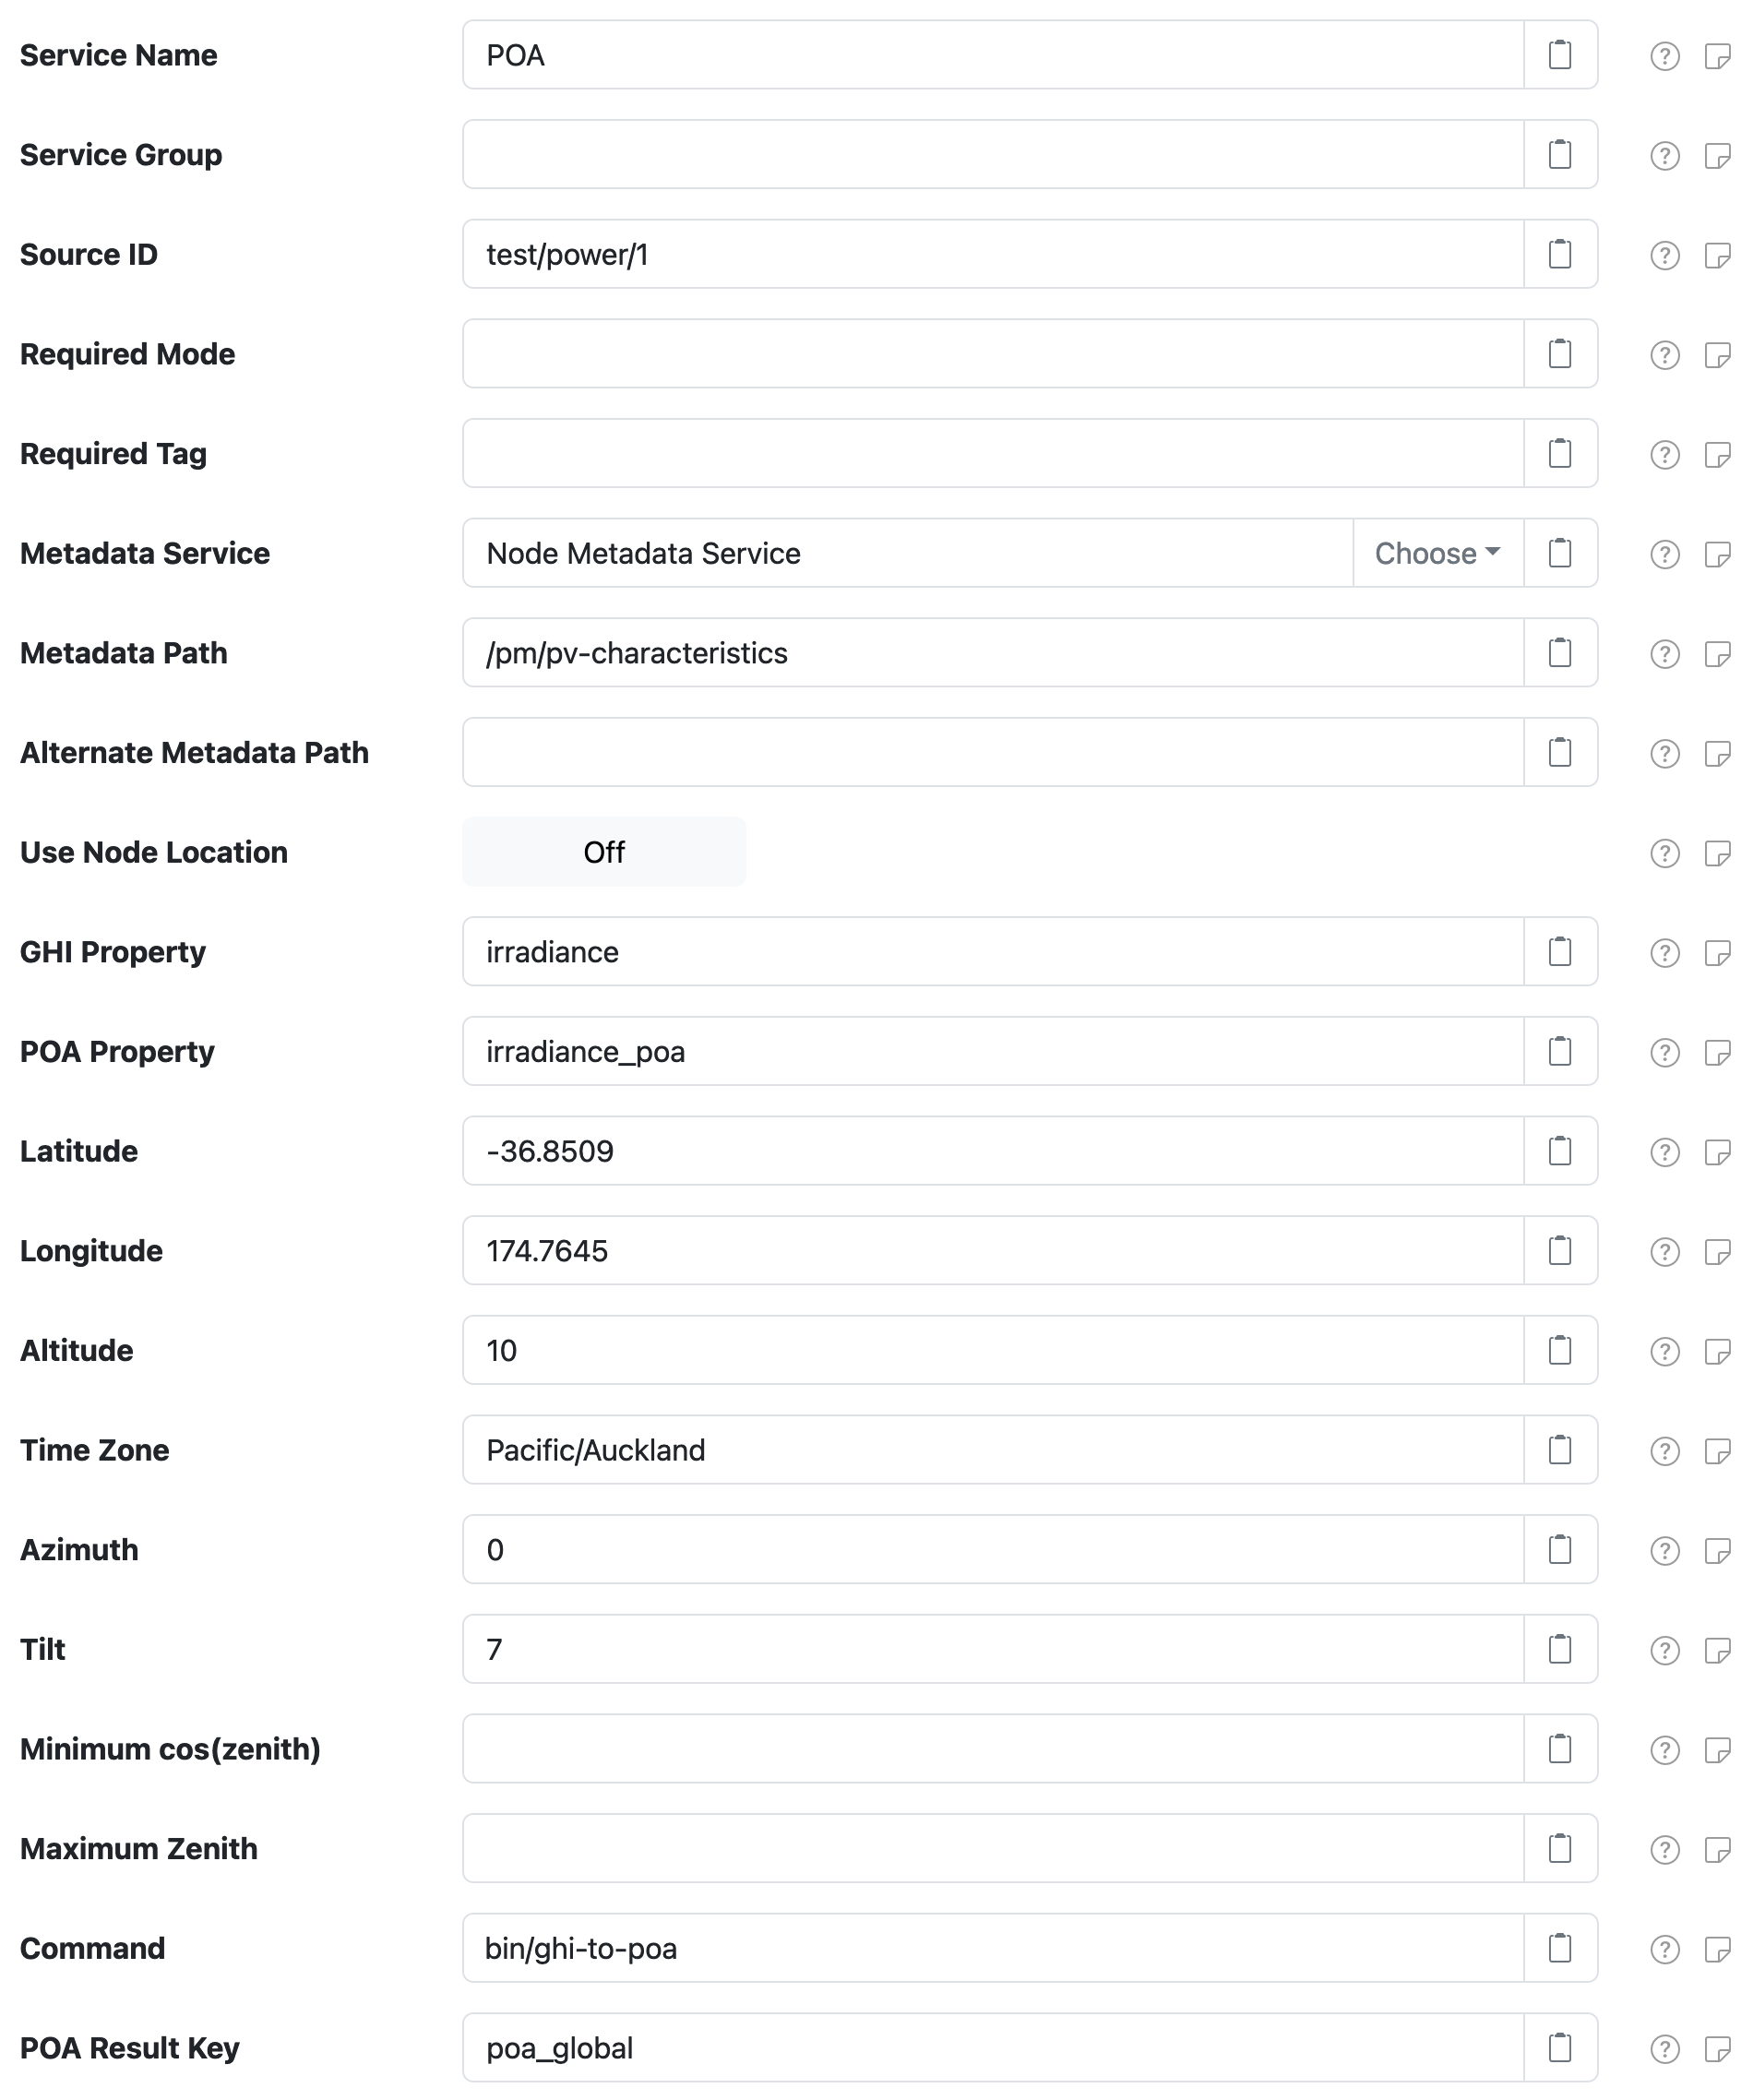 Service Name POA
Service Group
Source ID test/power/1
Required Mode
Required Tag
Metadata Service Node Metadata Service Choose
Metadata Path /pm/pv-characteristics
Alternate Metadata Path
Use Node Location Off
GHI Property irradiance
POA Property irradiance_poa
Latitude -36.8509
Longitude 174.7645
Altitude 10
Time Zone Pacific/Auckland
Azimuth 0
Tilt 7
Minimum cos(zenith)
Maximum Zenith
Command bin/ghi-to-poa
POA Result Key poa_global